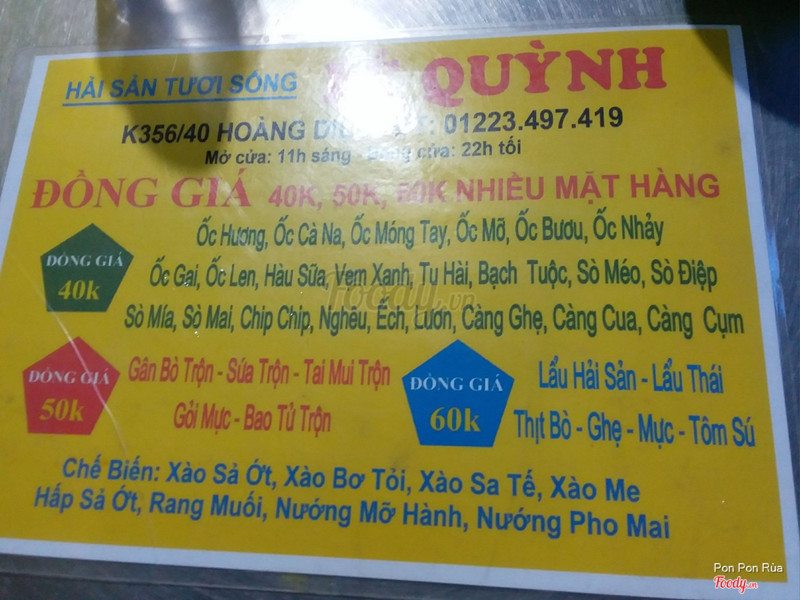 HẢI SẢN TƯƠI SỐNG QUỲNH
K356/40 HOÀNG 01223.497.419
Mở cửa: 11h sáng - cửa: 22h tối
ĐỒNG GIÁ 40K, 50K, 60K NHIỀU MẶT HÀNG
Ốc Hương, Ốc Cà Na, Ốc Móng Tay, Ốc Mỡ, Ốc Bươu, Ốc Nhảy
ĐỒNG GIÁ
40k
Ốc Gai, Ốc Len, Hàu Sữa, Vẹm Xanh, Tu Hài, Bạch Tuộc, Sò Méo, Sò Điệp
Sò Mía, Sò Mai, Chip Chip, Nghêu, Ếch, Lươn, Càng Ghẹ, Càng Cua, Càng Cụm
ĐỒNG GIÁ
50k
Gân Bò Trộn - Sứa Trộn - Tai Mui Trộn
Gỏi Mực - Bao Tử Trộn
ĐỒNG GIÁ
60k
Lẩu Hải Sản - Lẩu Thái
Thịt Bò - Ghẹ - Mực - Tôm Sú
Chế Biến: Xào Sả Ớt, Xào Bơ Tỏi, Xào Sa Tế, Xào Me
Hấp Sả Ớt, Rang Muối, Nướng Mỡ Hành, Nướng Pho Mai
Foody.vn
Pon Pon Rùa
Foody.vn